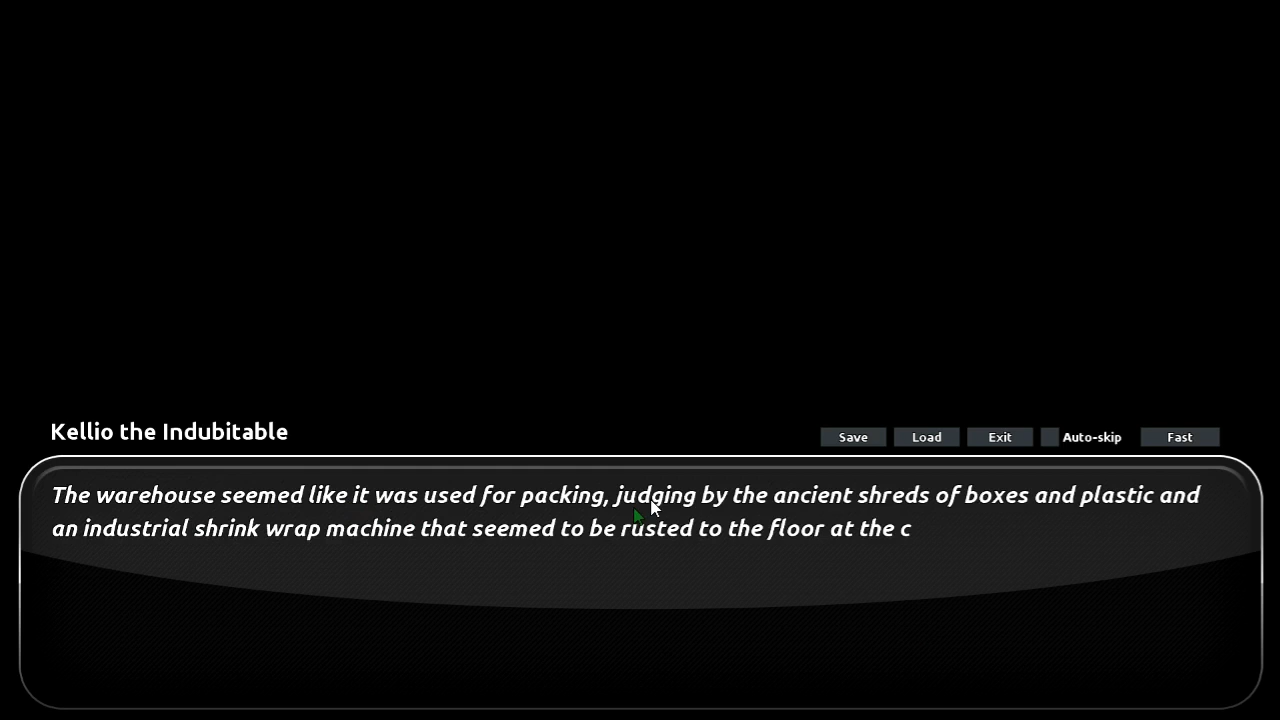 Kellio the Indubitable
Save Load Exit Auto-skip Fast
The warehouse seemed like it was used for packing, judging by the ancient shreds of boxes and plastic and
an industrial shrink wrap machine that seemed to be rusted to the floor at the c